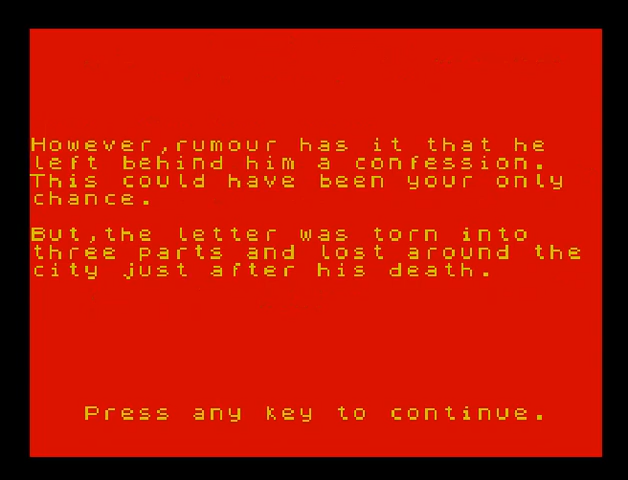 However,rumour has it that he
left behind him a confession.
This could have been your only
chance.
But,the letter was torn into
three parts and lost around the
city just after his death.
Press any key to continue.